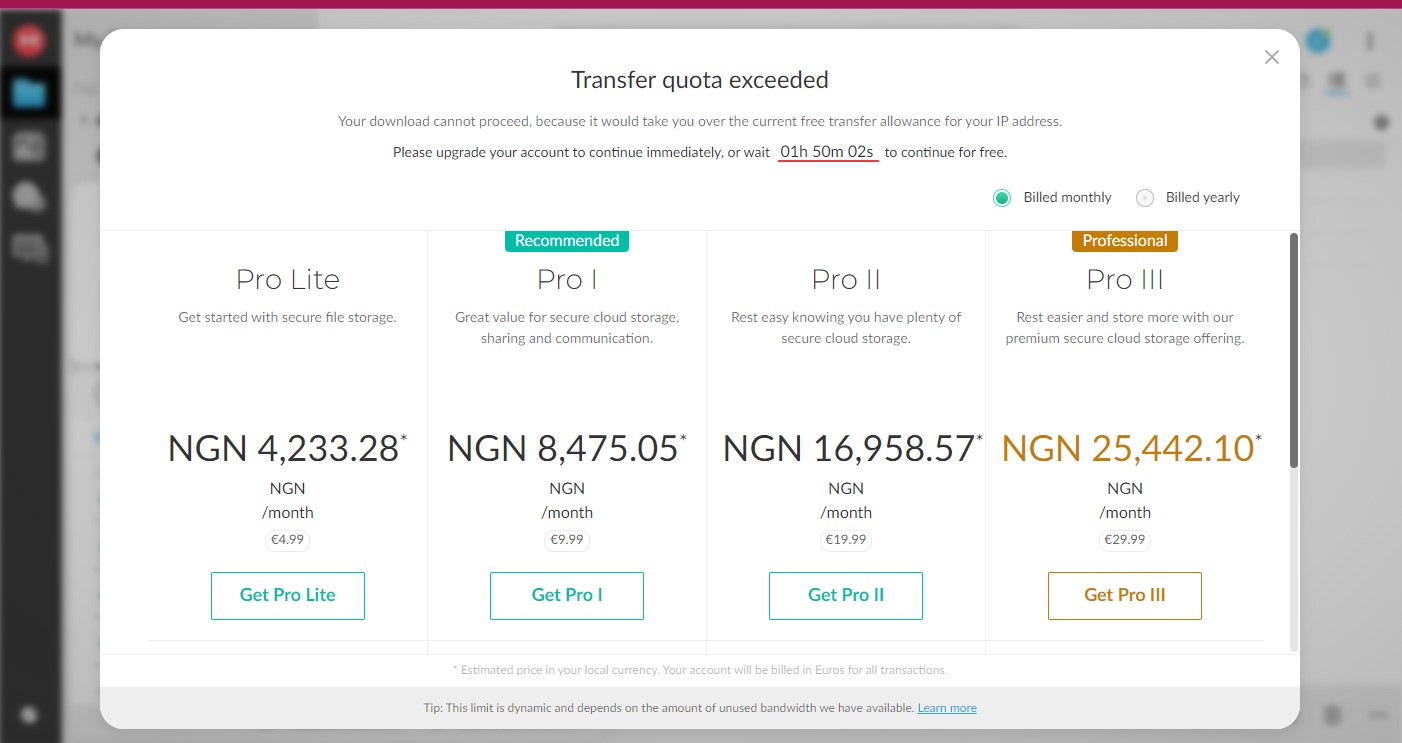 Transfer quota exceeded
Your download cannot proceed, because it would take you over the current free transfer allowance for your IP address.
Please upgrade your account to continue immediately, or wait 01h 50m 02s to continue for free.
Billed monthly Billed yearly
Recommended
Professional
Pro Lite
Get started with secure file storage.
NGN 4,233.28*
NGN
/month
€4.99
Get Pro Lite
Pro I
Great value for secure cloud storage,
sharing and communication.
NGN 8,475.05*
NGN
/month
€9.99
Get Pro I
Pro II
Rest easy knowing you have plenty of
secure cloud storage.
NGN 16,958.57*
NGN
/month
€19.99
Get Pro II
Pro III
Rest easier and store more with our
premium secure cloud storage offering.
NGN 25,442.10*
NGN
/month
€29.99
Get Pro III
* Estimated price in your local currency. Your account will be billed in Euros for all transactions.
Tip: This limit is dynamic and depends on the amount of unused bandwidth we have available. Learn more